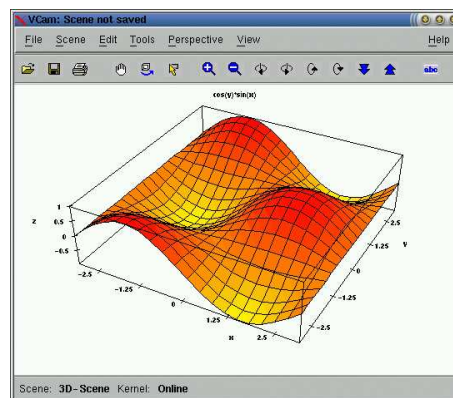 VCam: Scene not saved
File Scene Edit Tools Perspective View Help
abc
cos(y)*sin(x)
z
1
0.5
0
-0.5
-2.5
-1.25
0
1.25
2.5
x
2.5
1.25
0
-1.25
-2.5
y
Scene: 3D-Scene Kernel: Online